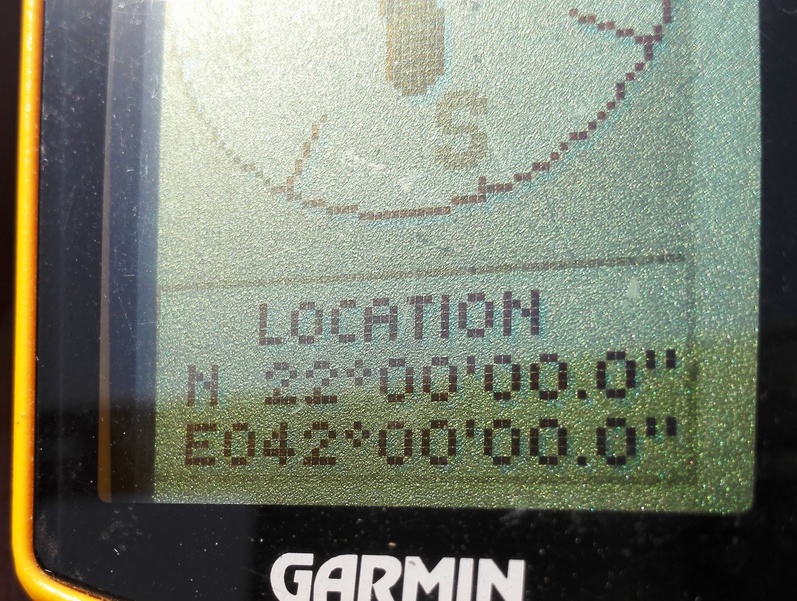 S
LOCATION
N 22°00'00.0"
E042°00'00.0"
GARMIN